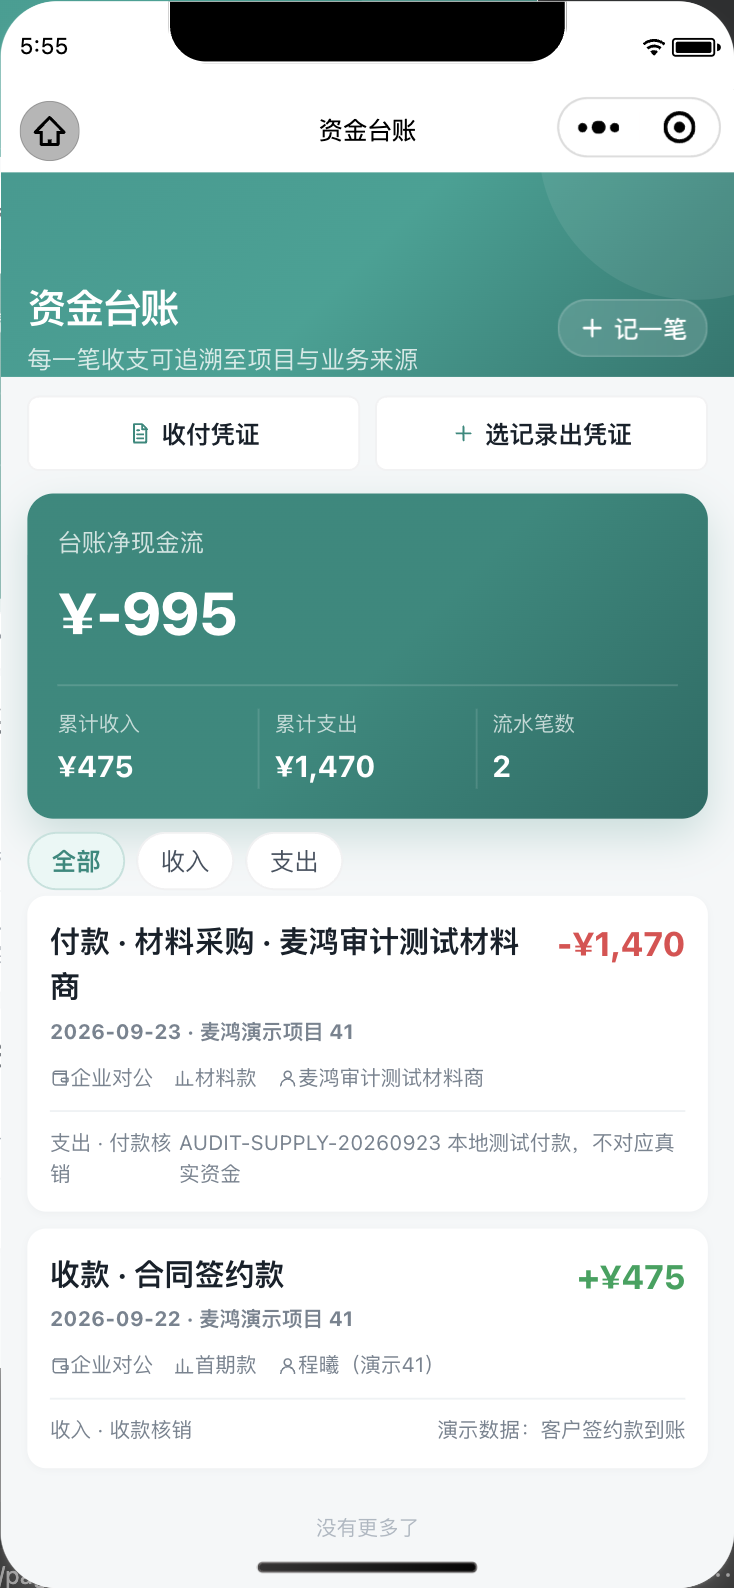 5:55
资金台账
资金台账
每一笔收支可追溯至项目与业务来源
+ 记一笔
收付凭证
+ 选记录出凭证
台账净现金流
¥-995
累计收入 累计支出 流水笔数
¥475 ¥1,470 2
全部 收入 支出
付款 · 材料采购 · 麦鸿审计测试材料 -¥1,470
商
2026-09-23 · 麦鸿演示项目 41
企业对公 材料款 麦鸿审计测试材料商
支出 · 付款核 AUDIT-SUPPLY-20260923 本地测试付款，不对应真
销 实资金
收款 · 合同签约款 +¥475
2026-09-22 · 麦鸿演示项目 41
企业对公 首期款 程曦（演示41）
收入 · 收款核销 演示数据：客户签约款到账
没有更多了